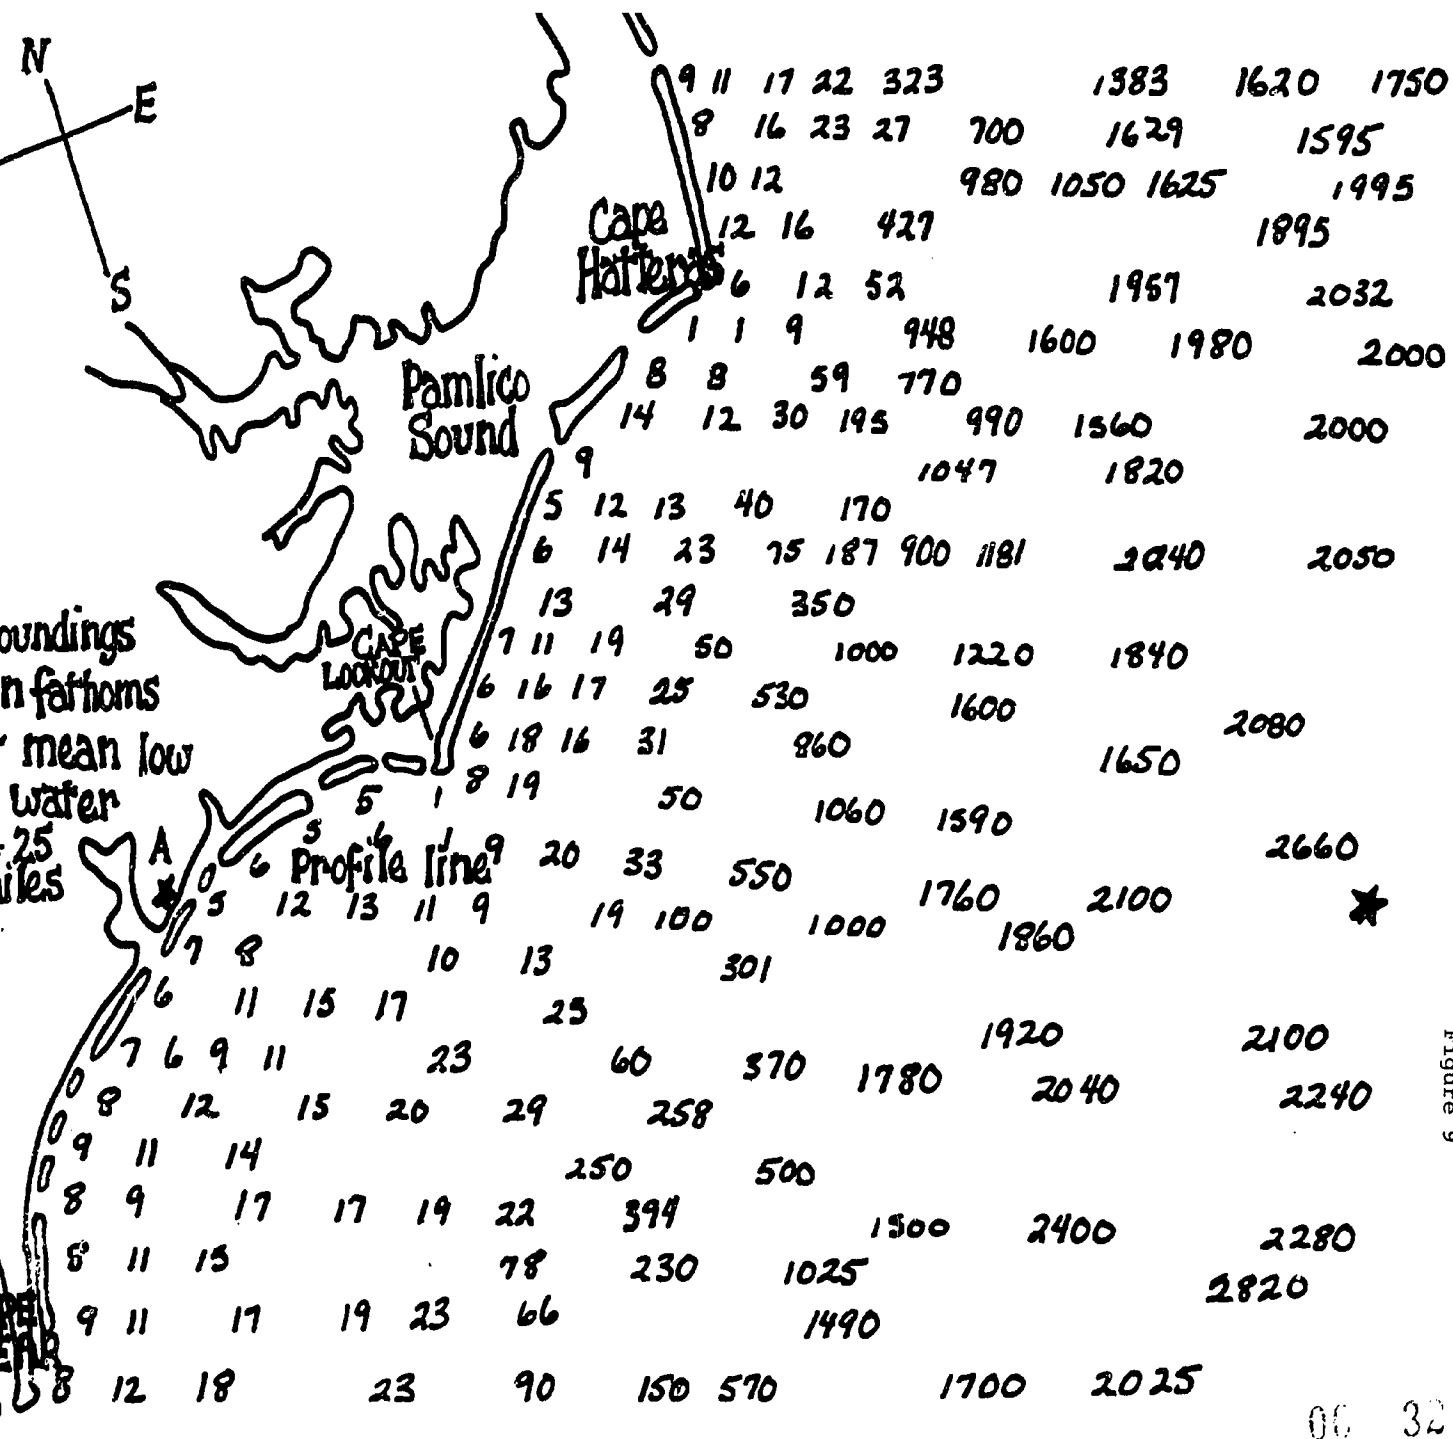 N
E
S
9 11 17 22 323 1383 1620 1750
8 16 23 27 700 1629 1595
10 12 980 1050 1625 1995
Cape
Hatteras
12 16 427 1895
6 12 52 1957 2032
1 1 9 948 1600 1980 2000
Pamlico
Sound
8 8 59 770
14 12 30 195 990 1560 2000
9 1047 1820
5 12 13 40 170
6 14 23 75 187 900 1181 2040 2050
13 29 350
oundings
n fathoms
mean low
water
25
iles
CAPE
LOOKOUT
7 11 19 50 1000 1220 1840
6 16 17 25 530 1600 2080
6 18 16 31 860 1650
5 1 8 19 50 1060 1590
5 6 1 9 20 33 550 2660
A
6 Profile line
5 12 13 11 9 19 100 1000 1760 1860 2100
7 8 10 13 301
6 11 15 17 23 1920 2100
7 6 9 11 23 60 370 1780 2040 2240
8 12 15 20 29 258
9 11 14 250 500
8 9 17 17 19 22 394 1500 2400 2280
8 11 13 78 230 1025 2820
9 11 17 19 23 66 1490
8 12 18 23 90 150 570 1700 2025
Figure 9
32